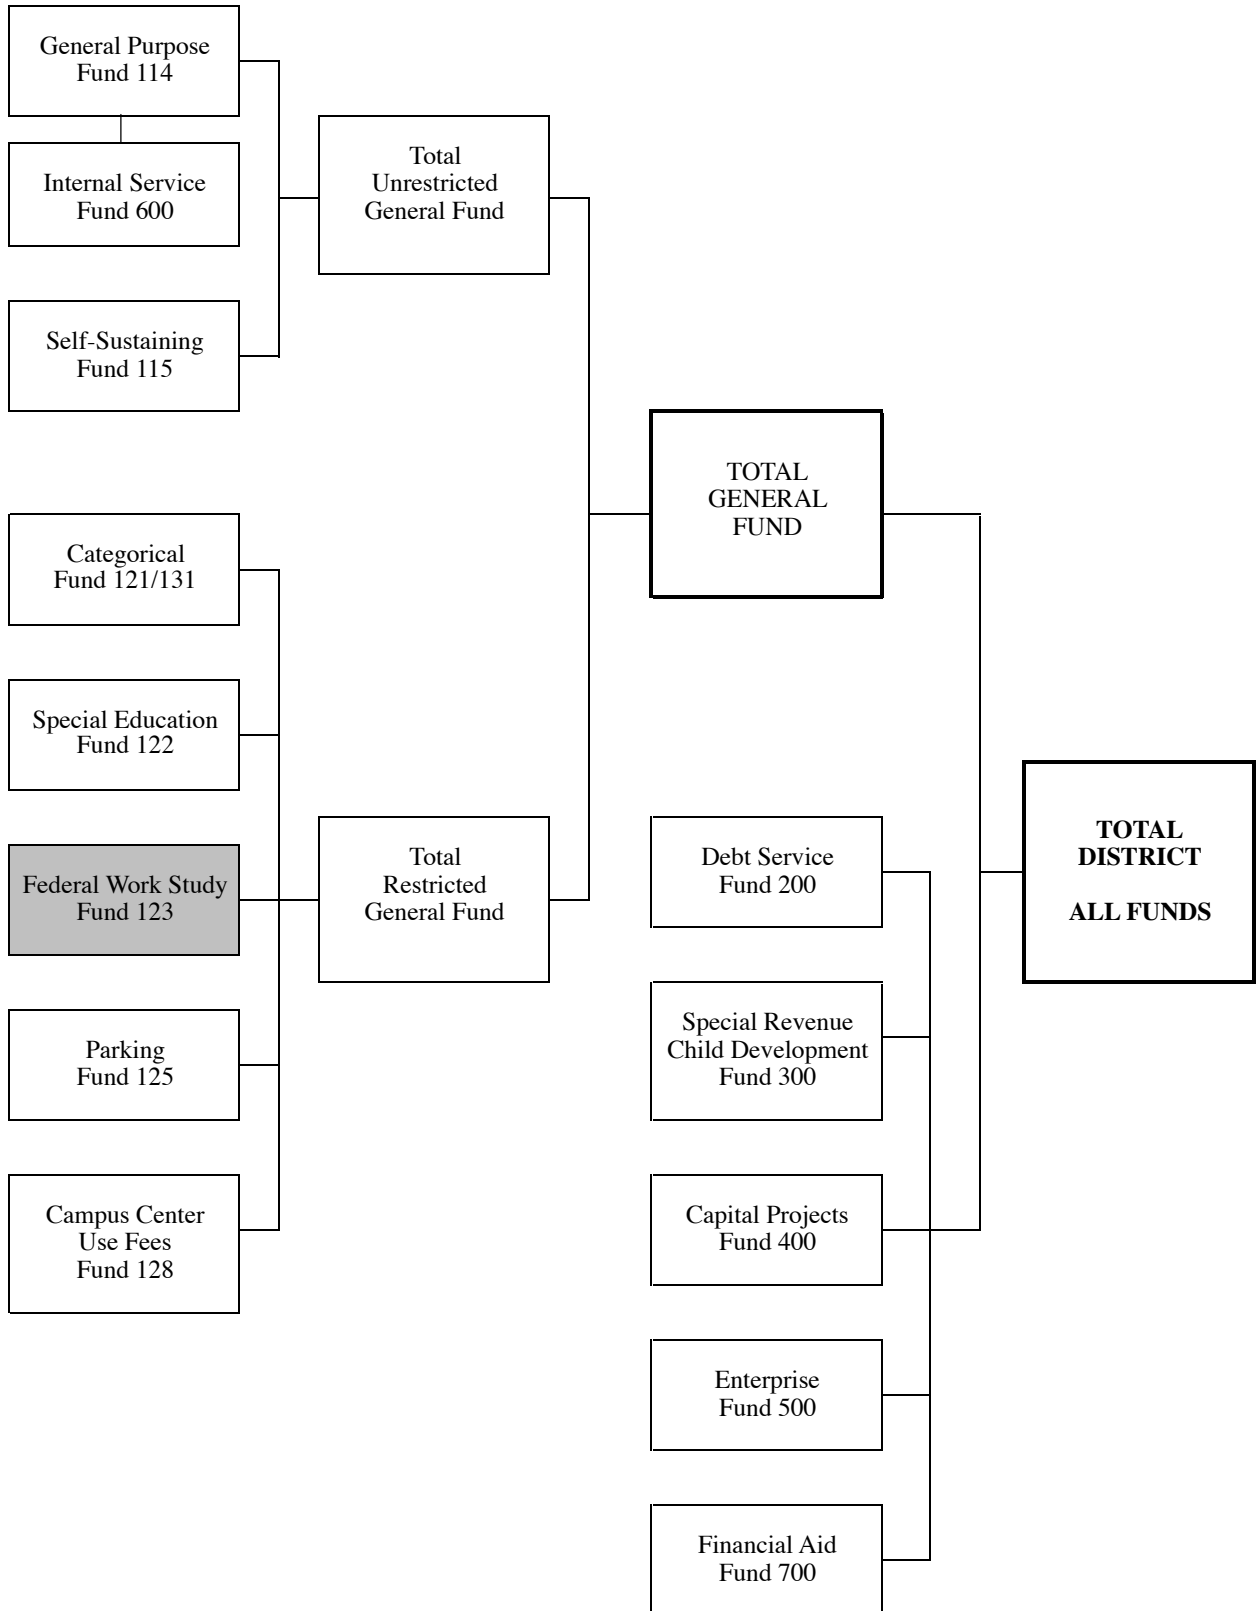 General Purpose
Fund 114
Internal Service
Fund 600
Self-Sustaining
Fund 115
Total
Unrestricted
General Fund
Categorical
Fund 121/131
Special Education
Fund 122
Federal Work Study
Fund 123
Parking
Fund 125
Campus Center
Use Fees
Fund 128
Total
Restricted
General Fund
TOTAL
GENERAL
FUND
Debt Service
Fund 200
Special Revenue
Child Development
Fund 300
Capital Projects
Fund 400
Enterprise
Fund 500
Financial Aid
Fund 700
TOTAL
DISTRICT
ALL FUNDS